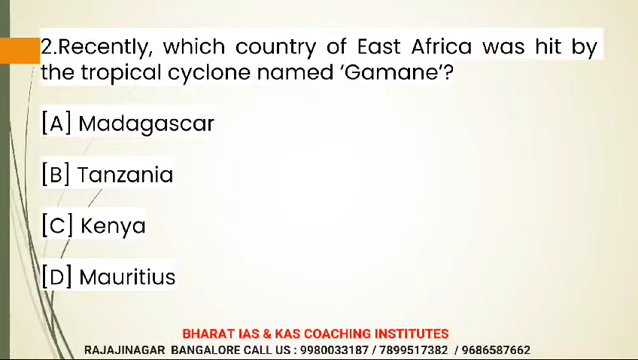 2.Recently, which country of East Africa was hit by
the tropical cyclone named ‘Gamane’?
[A] Madagascar
[B] Tanzania
[C] Kenya
[D] Mauritius
BHARAT IAS & KAS COACHING INSTITUTES
RAJAJINAGAR BANGALORE CALL US : 9980033187 / 7899517382 / 9686587662